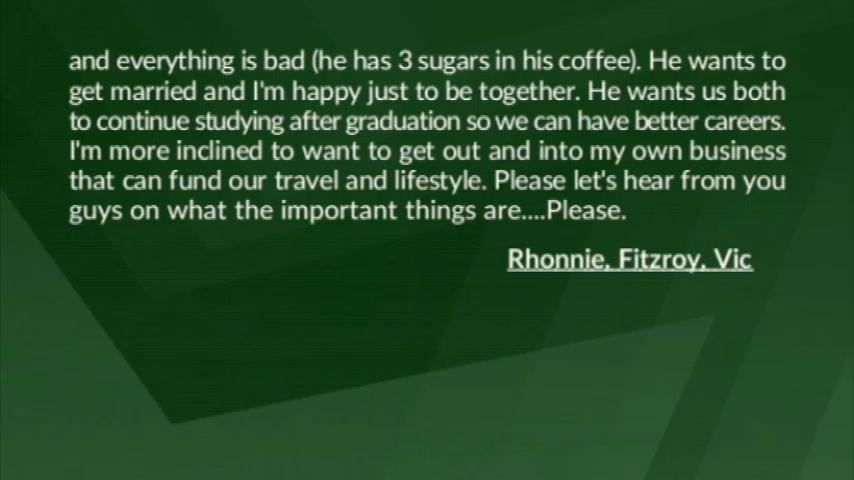 and everything is bad (he has 3 sugars in his coffee). He wants to
get married and I'm happy just to be together. He wants us both
to continue studying after graduation so we can have better careers.
I'm more inclined to want to get out and into my own business
that can fund our travel and lifestyle. Please let's hear from you
guys on what the important things are....Please.
Rhonnie, Fitzroy, Vic